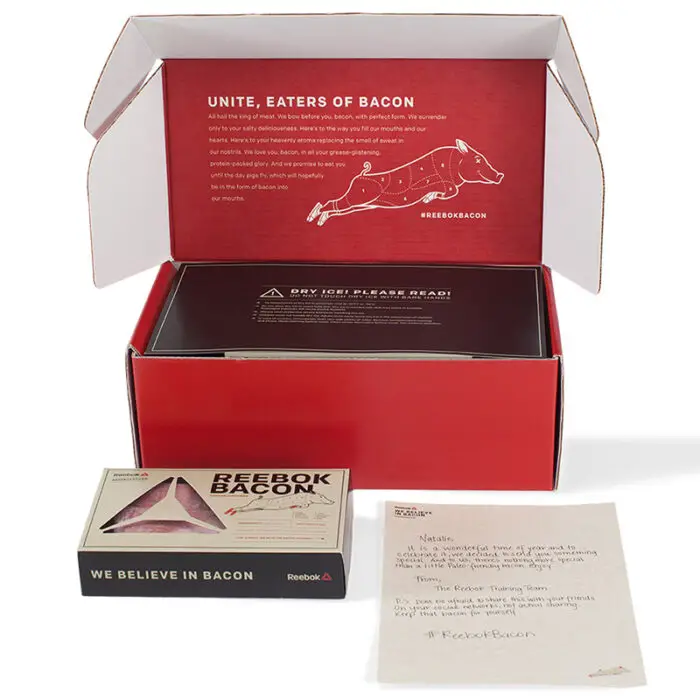 UNITE, EATERS OF BACON
All hail the king of meat. We bow before you, bacon, with perfect form. We surrender
only to your salty deliciousness. Here's to the way you fill our mouths and our
hearts. Here's to your heavenly aroma replacing the smell of sweat in
our nostrils. We love you, bacon, in all your grease-glistening,
protein-packed glory. And we promise to eat you
until the day pigs fly, which will hopefully
be in the form of bacon into
our mouths.
#REEBOKBACON
DRY ICE! PLEASE READ!
DO NOT TOUCH DRY ICE WITH BARE HANDS
Reebok
REEBOK
BACON
WE BELIEVE IN BACON
Reebok
Reebok
WE BELIEVE
IN BACON
Natalie,
It is a wonderful time of year and to
celebrate it, we decided to send you something
special. And to us, there's nothing more special
than a little Paleo-friendly bacon. Enjoy.
From,
The Reebok Training Team
P.S. Don't be afraid to share this with your friends
on your social networks, not actual sharing.
Keep that bacon for yourself
#ReebokBacon